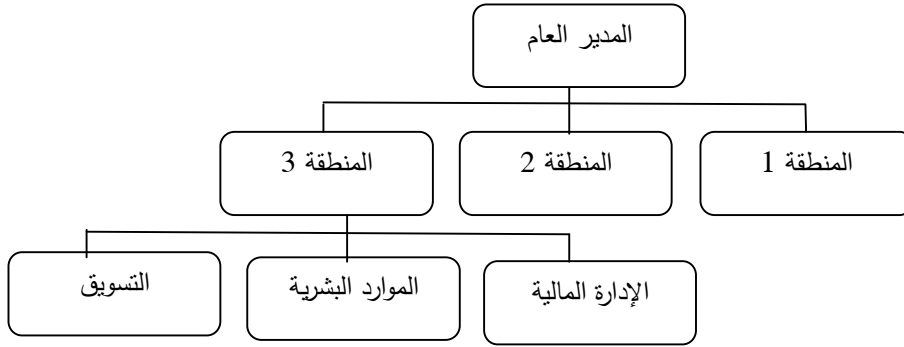 المدير العام
المنطقة 1
المنطقة 2
المنطقة 3
الإدارة المالية
الموارد البشرية
التسويق